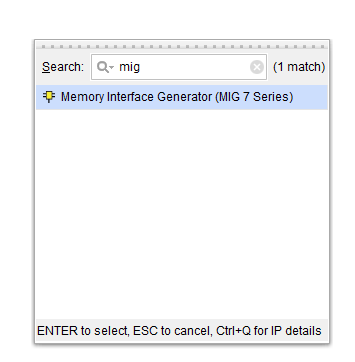 Search: mig (1 match)
Memory Interface Generator (MIG 7 Series)
ENTER to select, ESC to cancel, Ctrl+Q for IP details